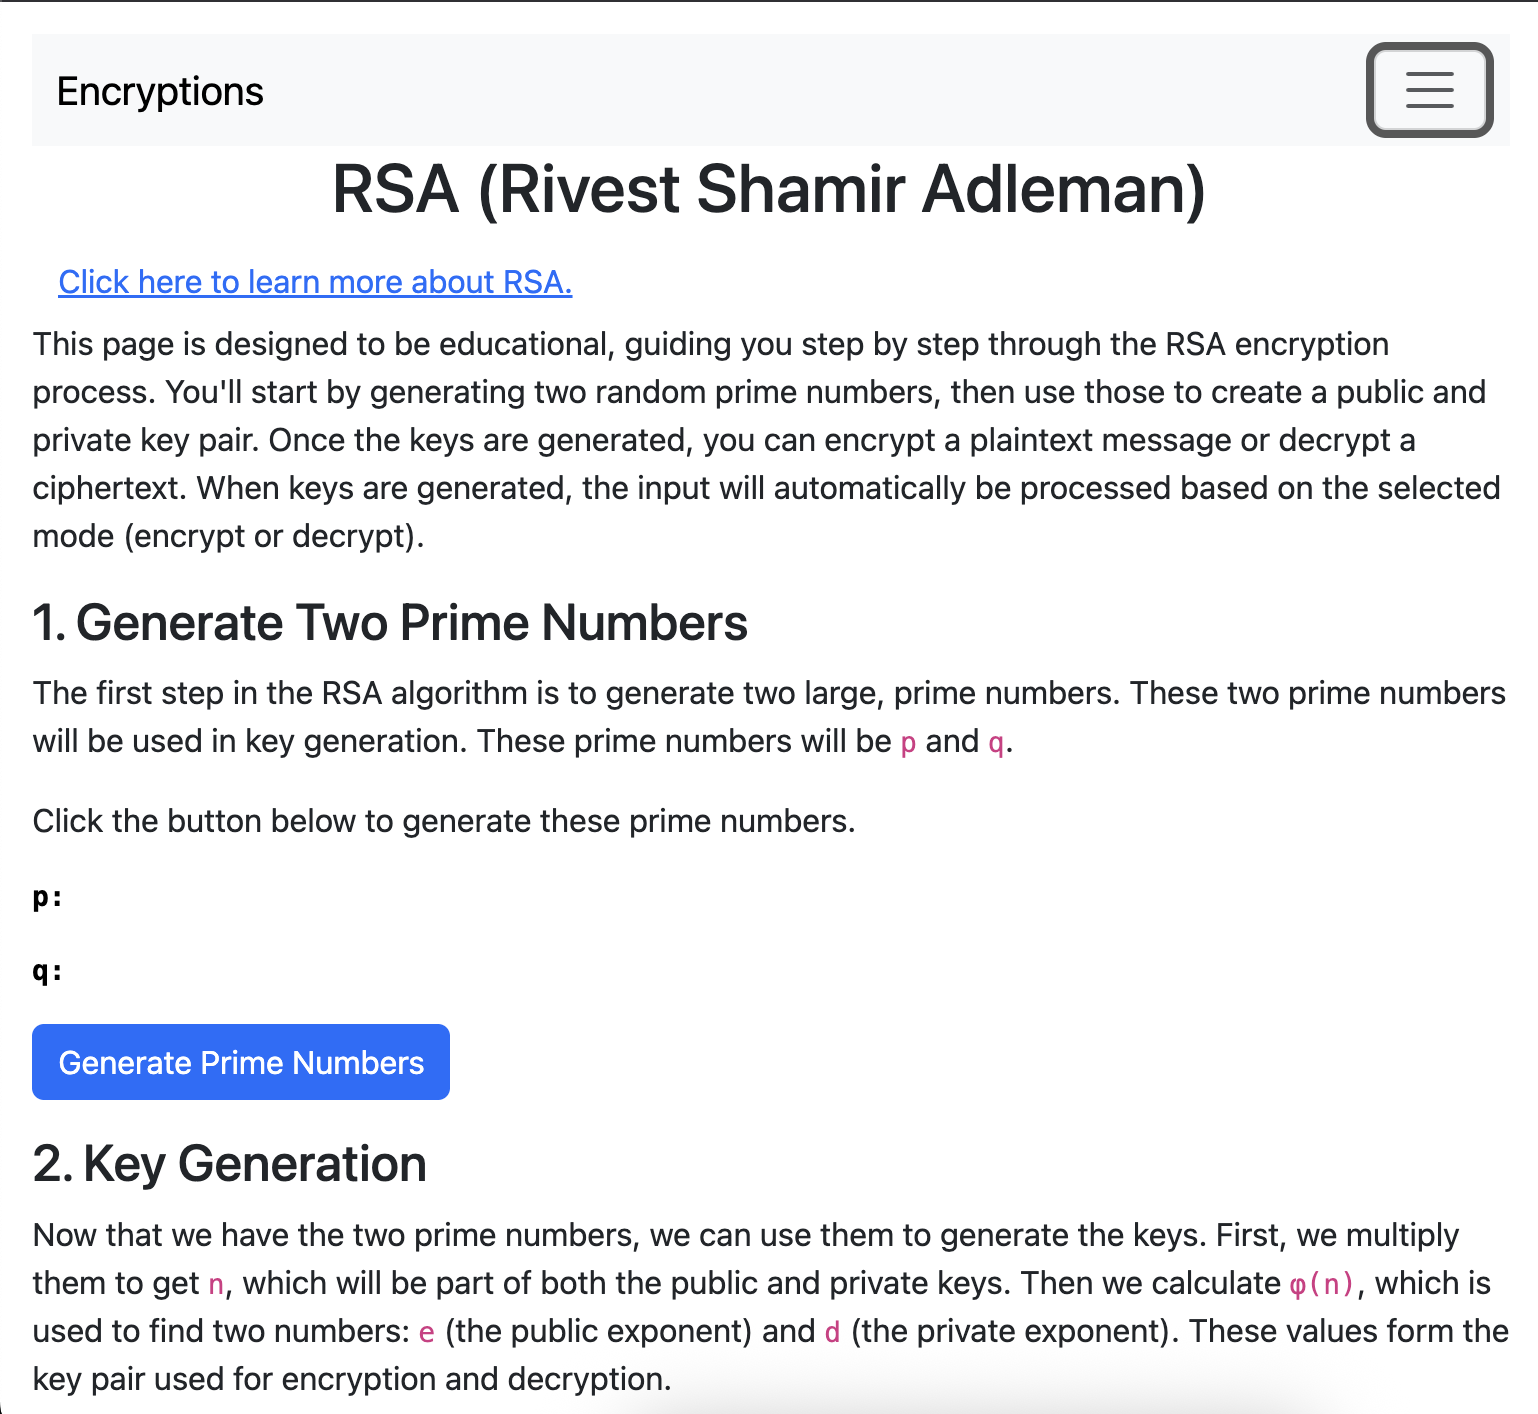 Encryptions
RSA (Rivest Shamir Adleman)
Click here to learn more about RSA.
This page is designed to be educational, guiding you step by step through the RSA encryption
process. You'll start by generating two random prime numbers, then use those to create a public and
private key pair. Once the keys are generated, you can encrypt a plaintext message or decrypt a
ciphertext. When keys are generated, the input will automatically be processed based on the selected
mode (encrypt or decrypt).
1. Generate Two Prime Numbers
The first step in the RSA algorithm is to generate two large, prime numbers. These two prime numbers
will be used in key generation. These prime numbers will be p and q.
Click the button below to generate these prime numbers.
p:
q:
Generate Prime Numbers
2. Key Generation
Now that we have the two prime numbers, we can use them to generate the keys. First, we multiply
them to get n, which will be part of both the public and private keys. Then we calculate φ(n), which is
used to find two numbers: e (the public exponent) and d (the private exponent). These values form the
key pair used for encryption and decryption.